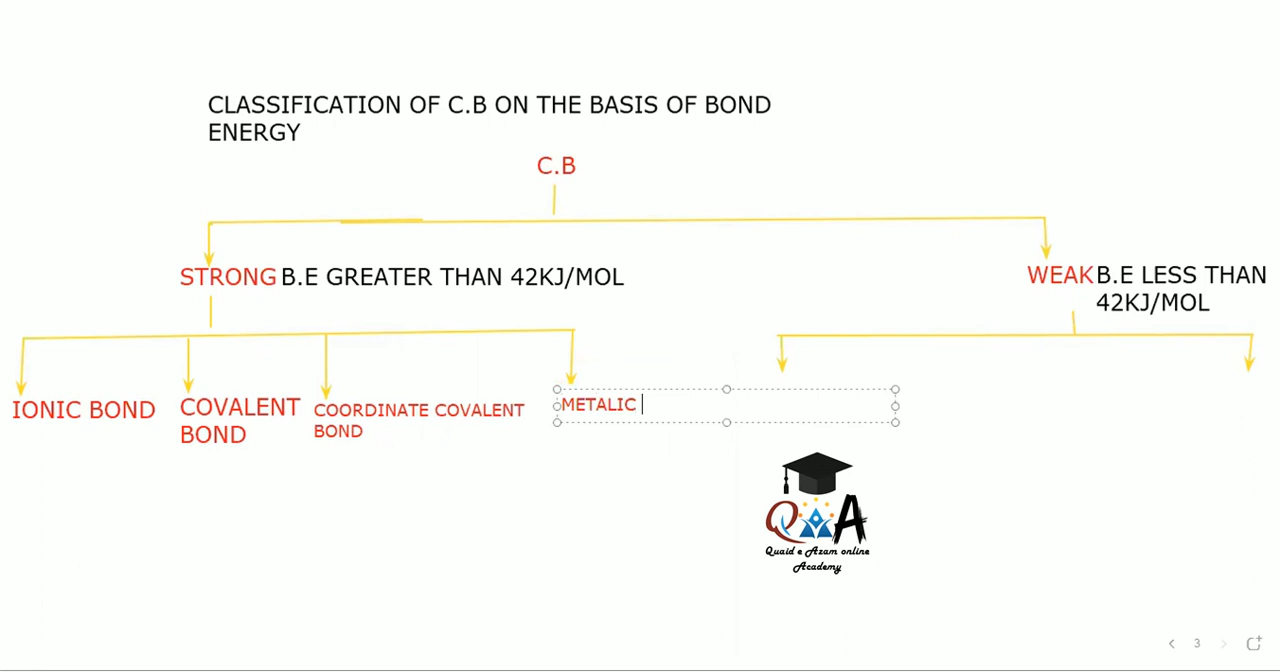 CLASSIFICATION OF C.B ON THE BASIS OF BOND
ENERGY
C.B
STRONG B.E GREATER THAN 42KJ/MOL
WEAK B.E LESS THAN
42KJ/MOL
IONIC BOND
COVALENT
BOND
COORDINATE COVALENT
BOND
METALIC
QAA
Quaid e Azam online
Academy
3